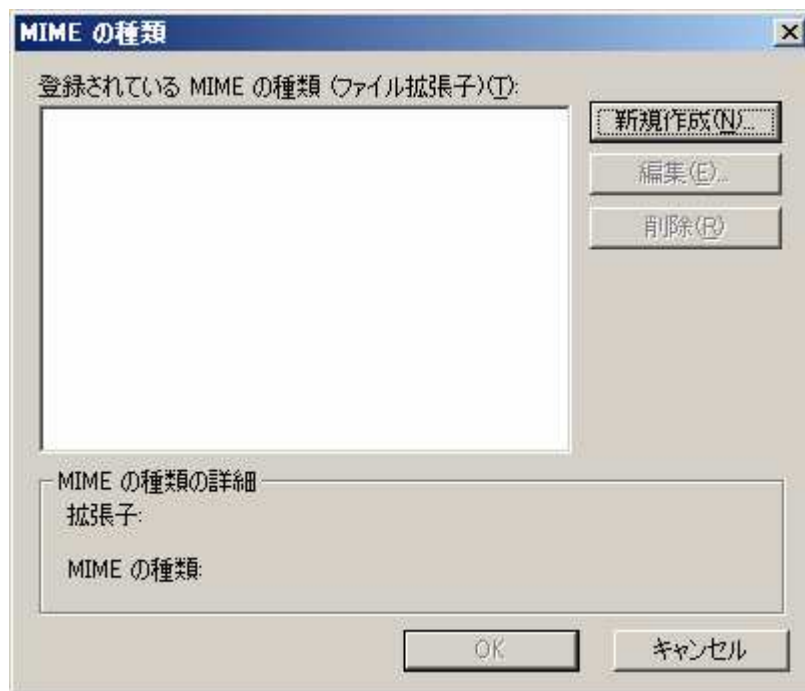 MIME の種類
登録されている MIME の種類 (ファイル拡張子)(T):
新規作成(N)...
編集(E)...
削除(R)
MIME の種類の詳細
拡張子:
MIME の種類:
OK
キャンセル